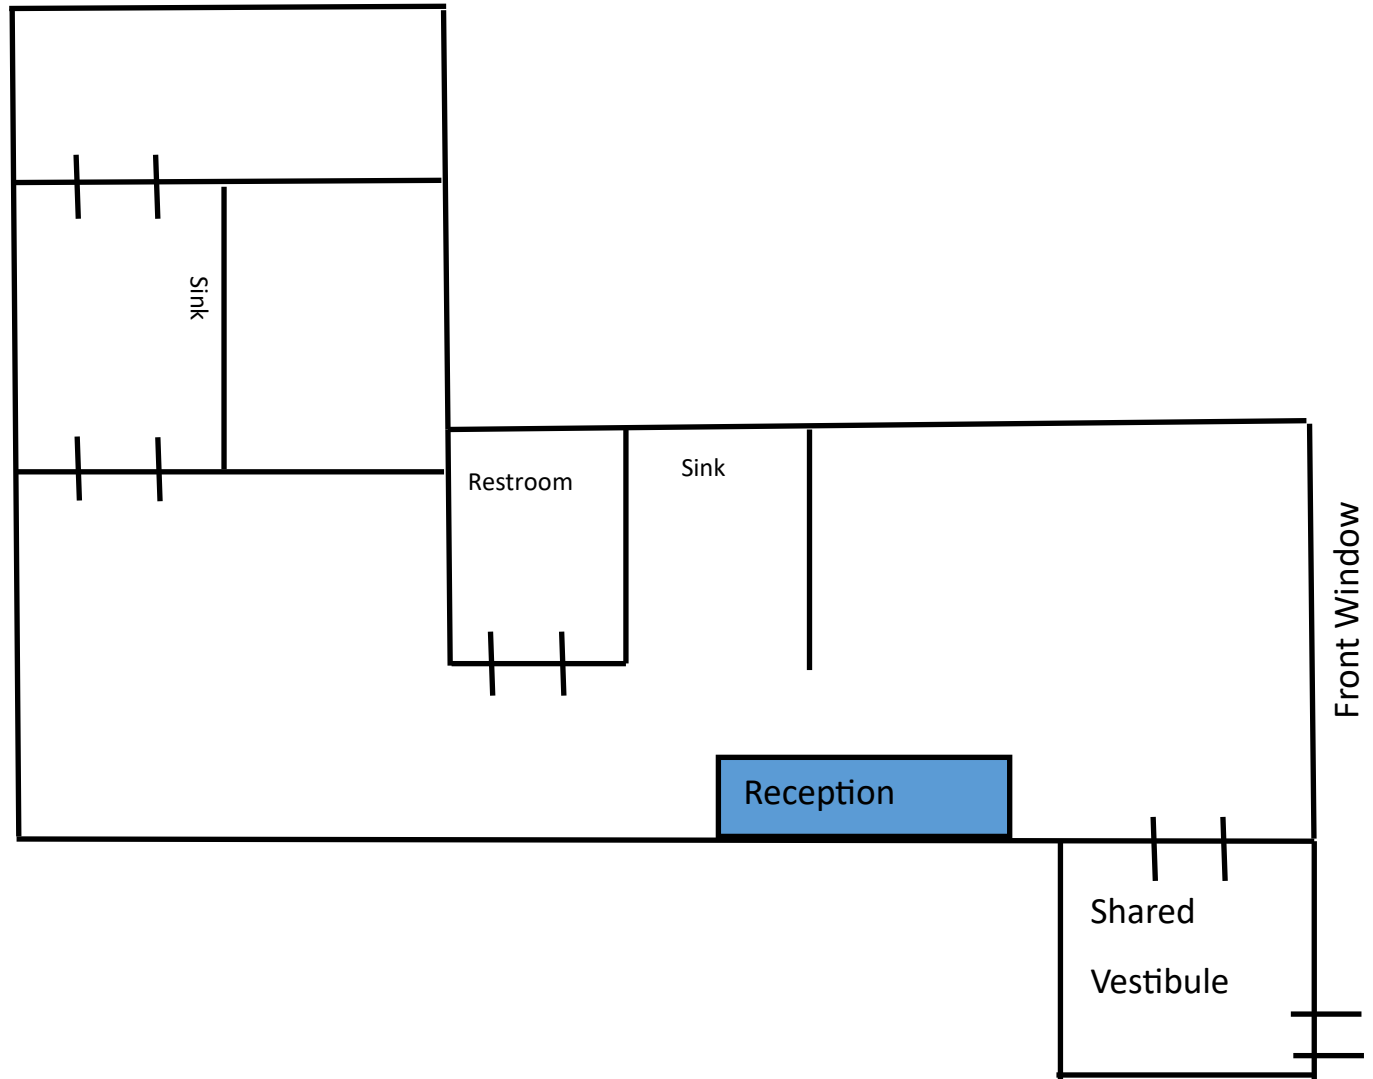 Sink
Restroom
Sink
Front Window
Reception
Shared
Vestibule